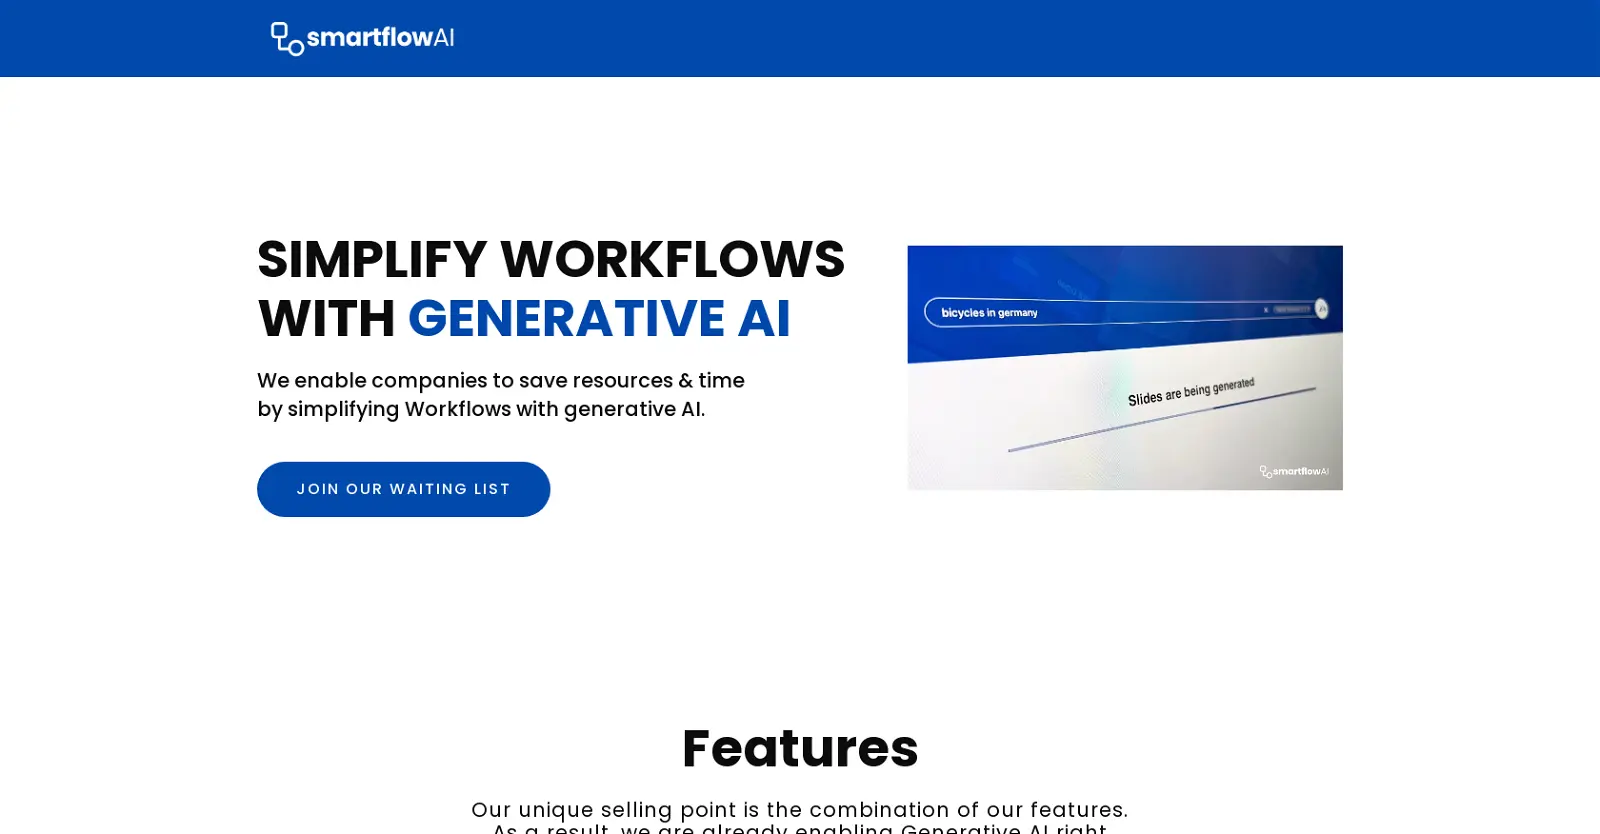 smartflowAI
SIMPLIFY WORKFLOWS
WITH GENERATIVE AI
We enable companies to save resources & time
by simplifying Workflows with generative AI.
JOIN OUR WAITING LIST
bicycles in germany
Slides are being generated
smartflowAI
Features
Our unique selling point is the combination of our features.
As a result, we are already enabling Generative AI right